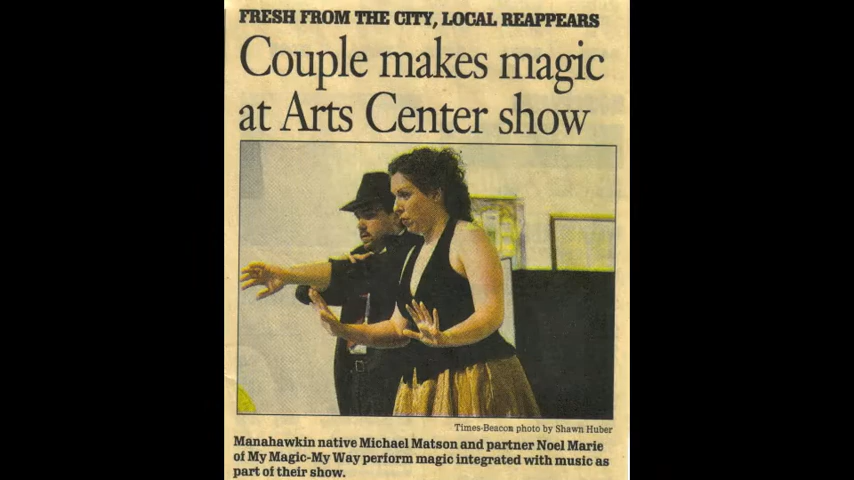 FRESH FROM THE CITY, LOCAL REAPPEARS
Couple makes magic
at Arts Center show
Times-Beacon photo by Shawn Huber
Manahawkin native Michael Matson and partner Noel Marie
of My Magic-My Way perform magic integrated with music as
part of their show.